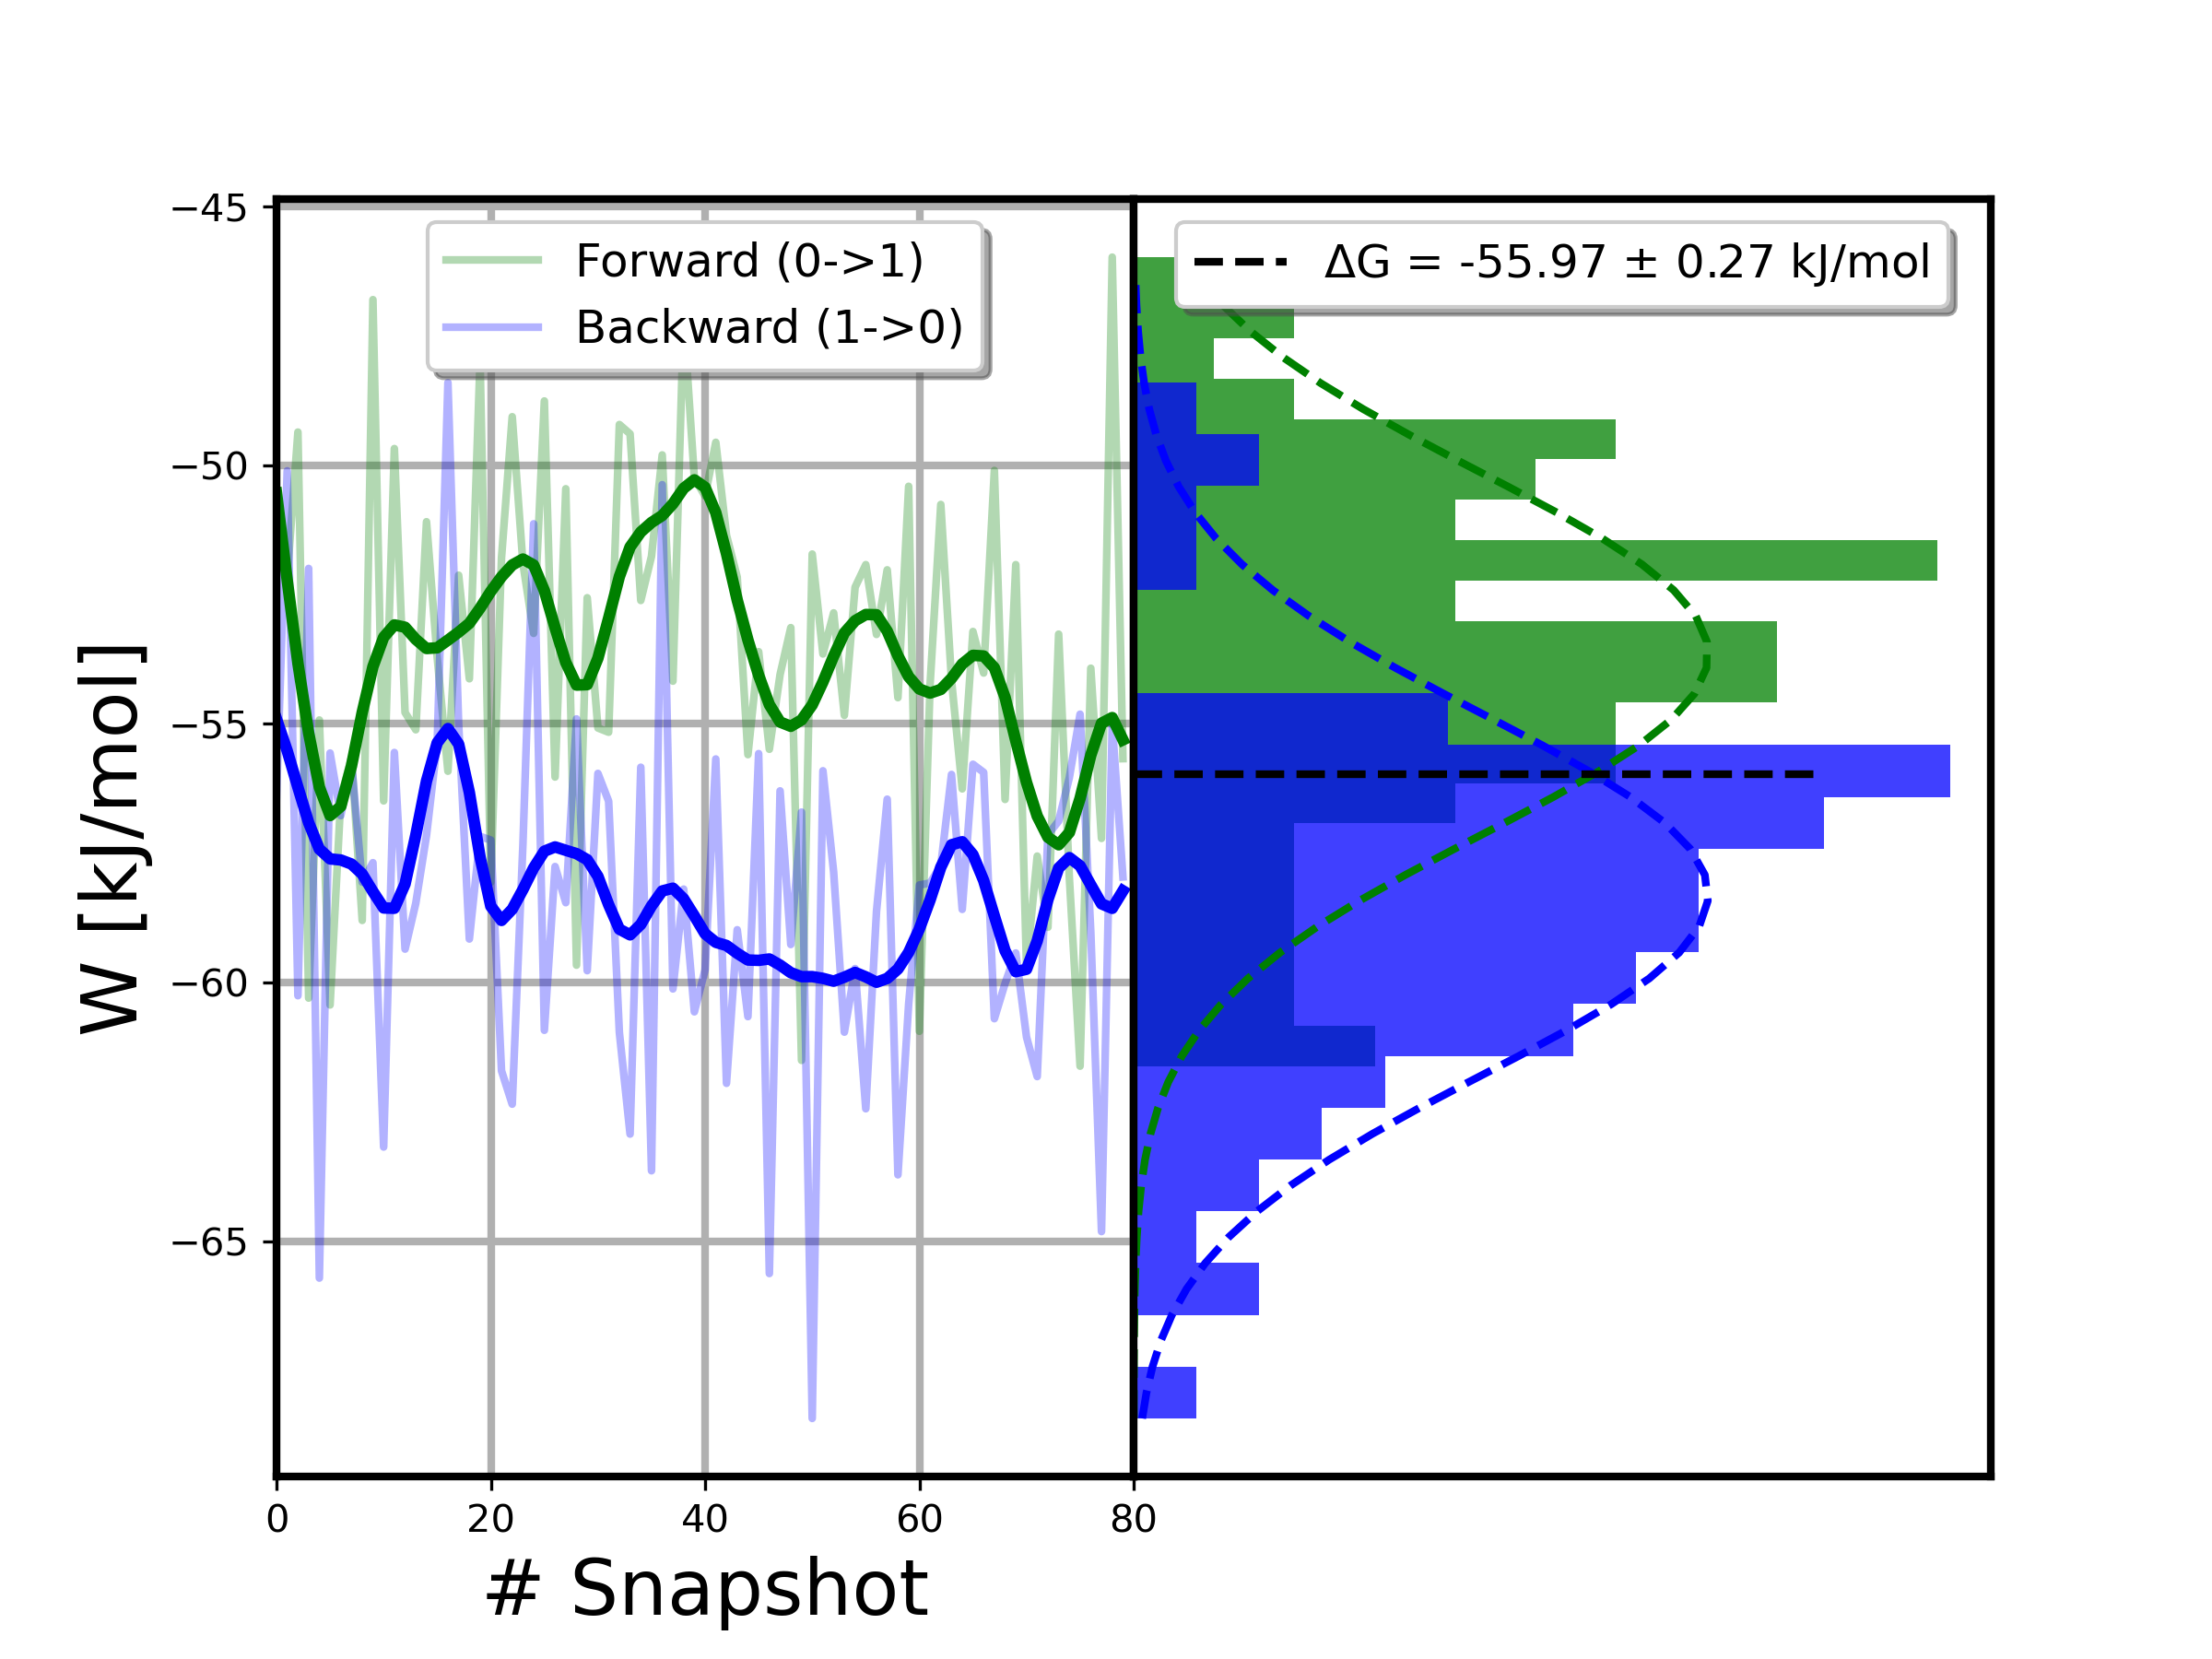 −45
−50
−55
−60
−65
W [kJ/mol]
Forward (0->1)
Backward (1->0)
ΔG = -55.97 ± 0.27 kJ/mol
0 20 40 60 80
# Snapshot